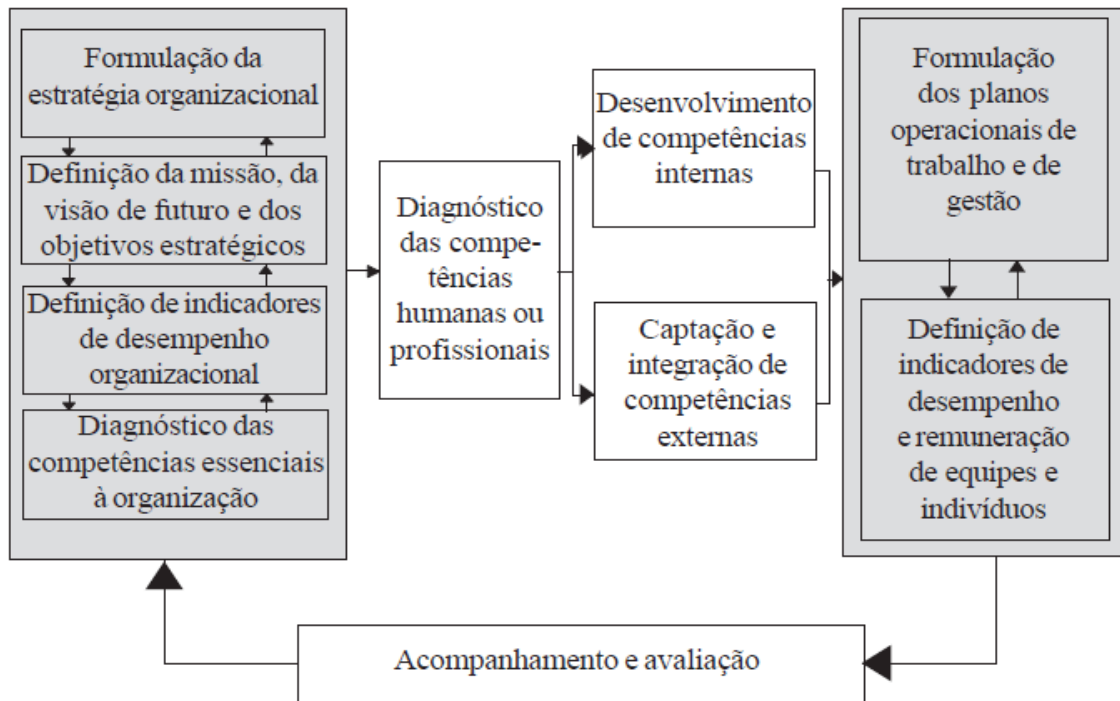 Formulação da
estratégia organizacional
Definição da missão, da
visão de futuro e dos
objetivos estratégicos
Definição de indicadores
de desempenho
organizacional
Diagnóstico das
competências essenciais
à organização
Diagnóstico
das compe-
tências
humanas ou
profissionais
Desenvolvimento
de competências
internas
Captação e
integração de
competências
externas
Formulação
dos planos
operacionais de
trabalho e de
gestão
Definição de
indicadores de
desempenho
e remuneração
de equipes e
indivíduos
Acompanhamento e avaliação